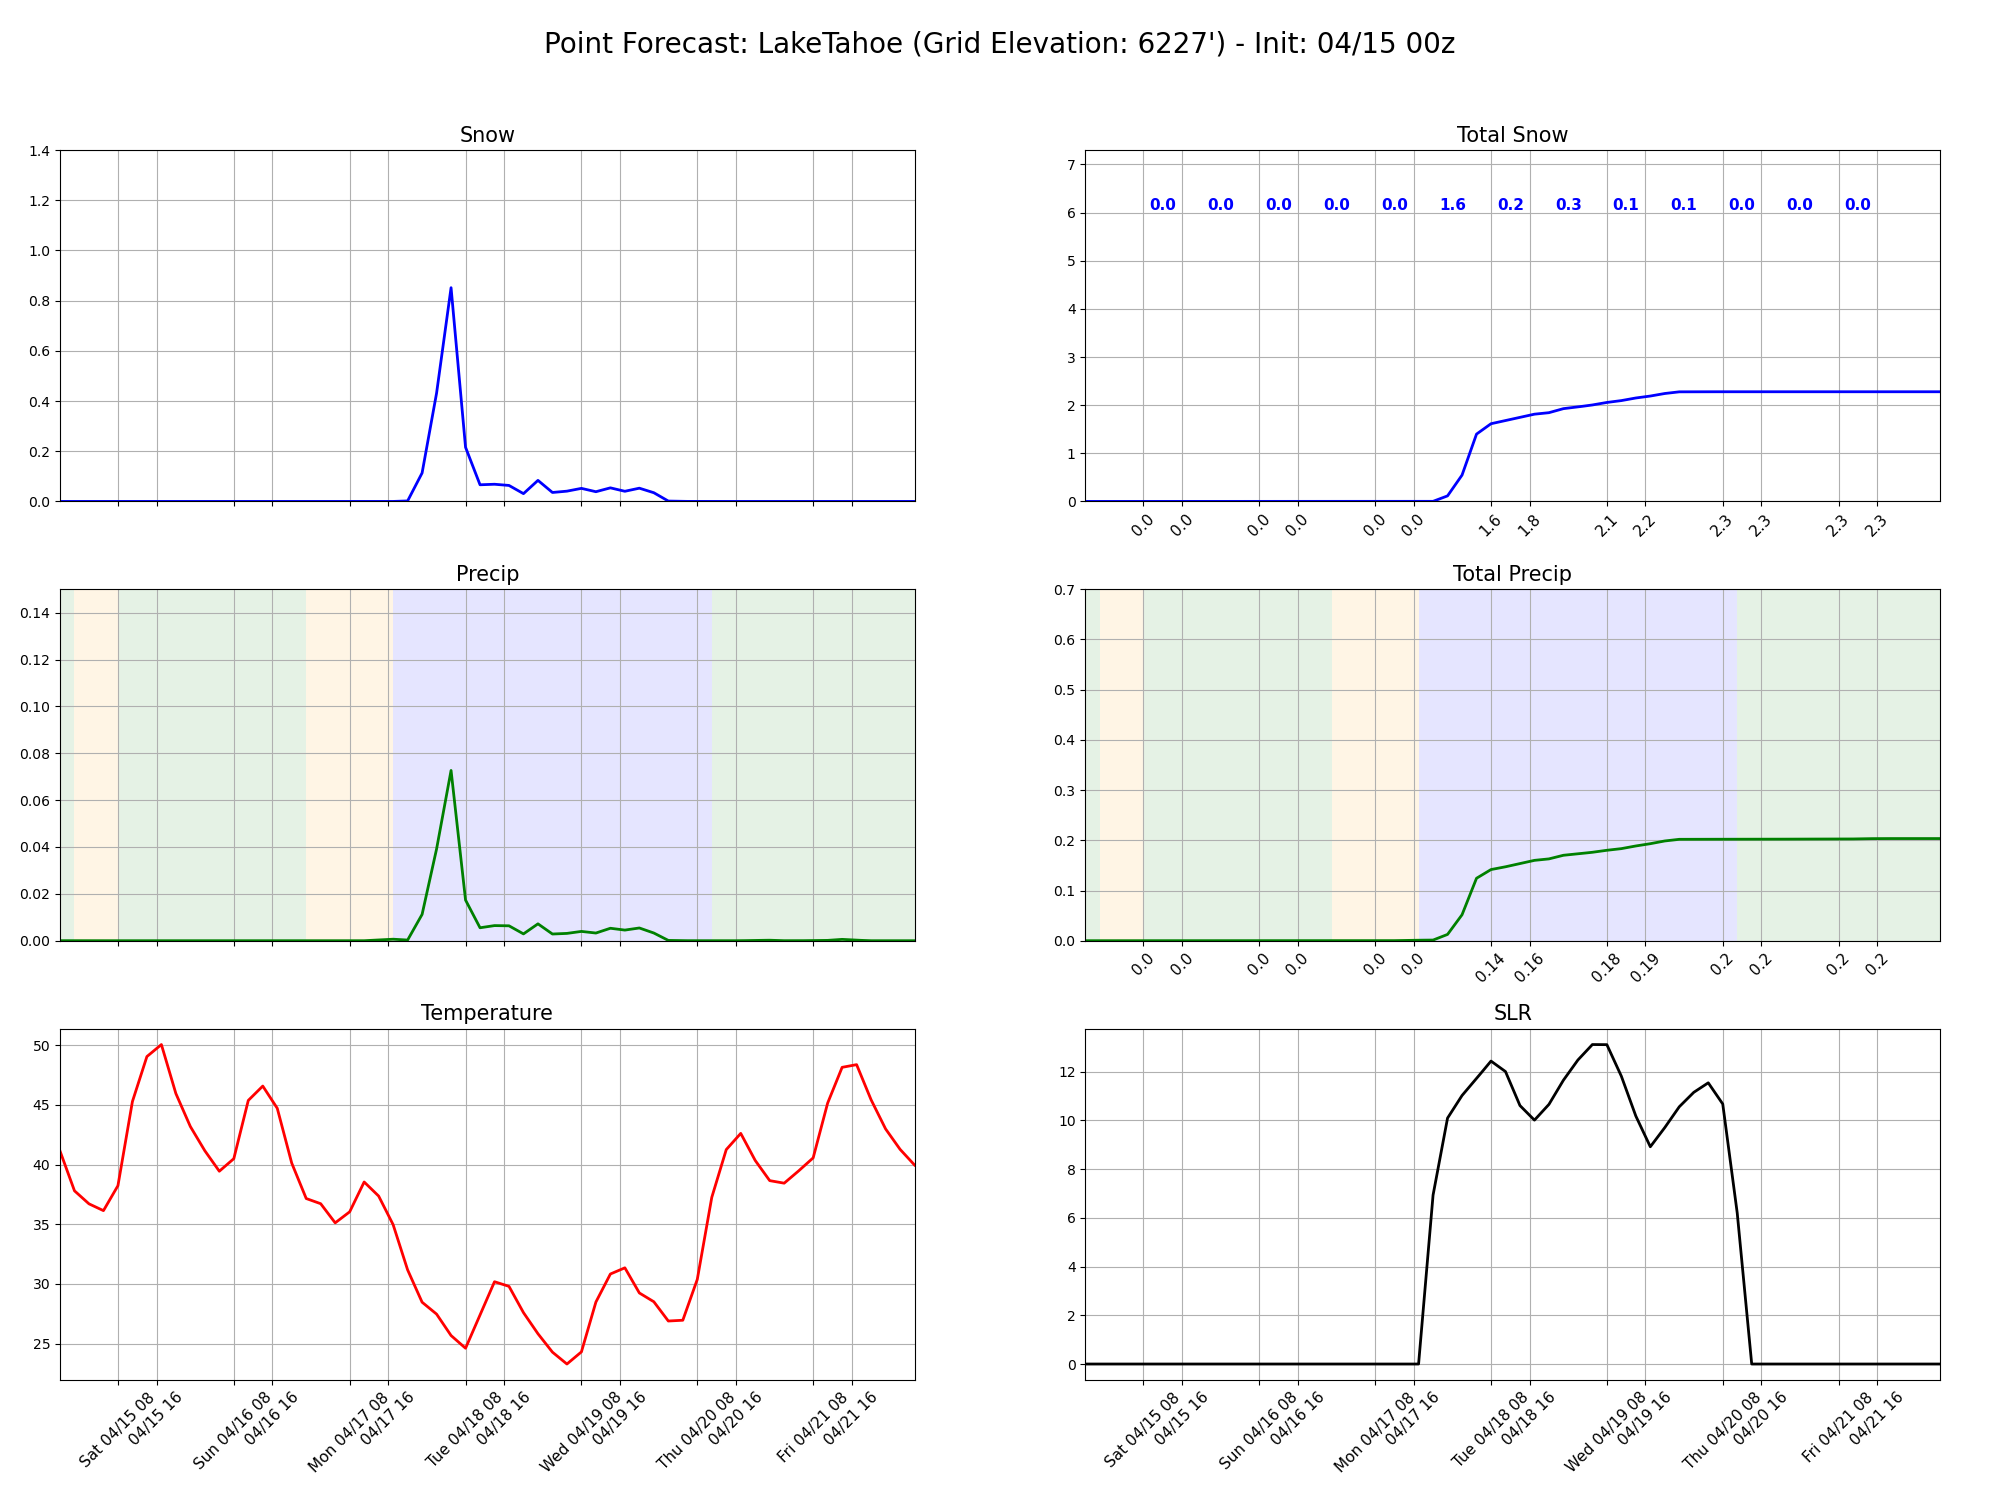 Point Forecast: LakeTahoe (Grid Elevation: 6227') - Init: 04/15 00z
Snow
1.4
1.2
1.0
0.8
0.6
0.4
0.2
0.0
Total Snow
7
6
5
4
3
2
1
0
0.0 0.0 0.0 0.0 0.0 1.6 0.2 0.3 0.1 0.1 0.0 0.0 0.0
0.0 0.0 0.0 0.0 0.0 0.0 1.6 1.8 2.1 2.2 2.3 2.3 2.3 2.3
Precip
0.14
0.12
0.10
0.08
0.06
0.04
0.02
0.00
Total Precip
0.7
0.6
0.5
0.4
0.3
0.2
0.1
0.0
0.0 0.0 0.0 0.0 0.0 0.0 0.14 0.16 0.18 0.19 0.2 0.2 0.2 0.2
Temperature
50
45
40
35
30
25
Sat 04/15 08
04/15 16
Sun 04/16 08
04/16 16
Mon 04/17 08
04/17 16
Tue 04/18 08
04/18 16
Wed 04/19 08
04/19 16
Thu 04/20 08
04/20 16
Fri 04/21 08
04/21 16
SLR
12
10
8
6
4
2
0
Sat 04/15 08
04/15 16
Sun 04/16 08
04/16 16
Mon 04/17 08
04/17 16
Tue 04/18 08
04/18 16
Wed 04/19 08
04/19 16
Thu 04/20 08
04/20 16
Fri 04/21 08
04/21 16